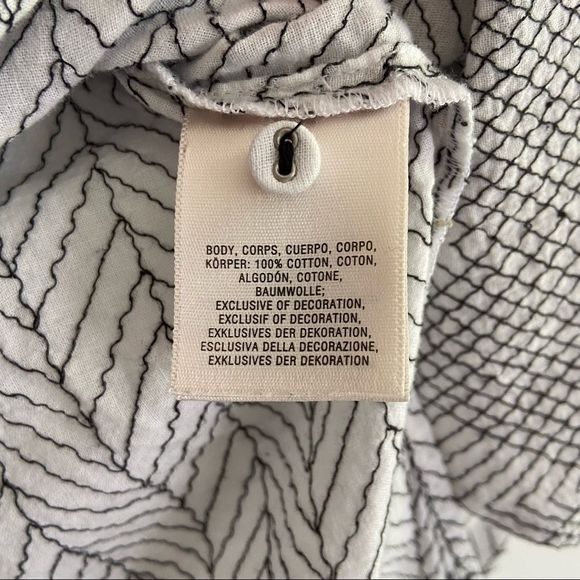 BODY, CORPS, CUERPO, CORPO,
KÖRPER: 100% COTTON, COTON,
ALGODÓN, COTONE,
BAUMWOLLE;
EXCLUSIVE OF DECORATION,
EXCLUSIF OF DECORATION,
EXKLUSIVES DER DEKORATION,
ESCLUSIVA DELLA DECORAZIONE,
EXKLUSIVES DER DEKORATION